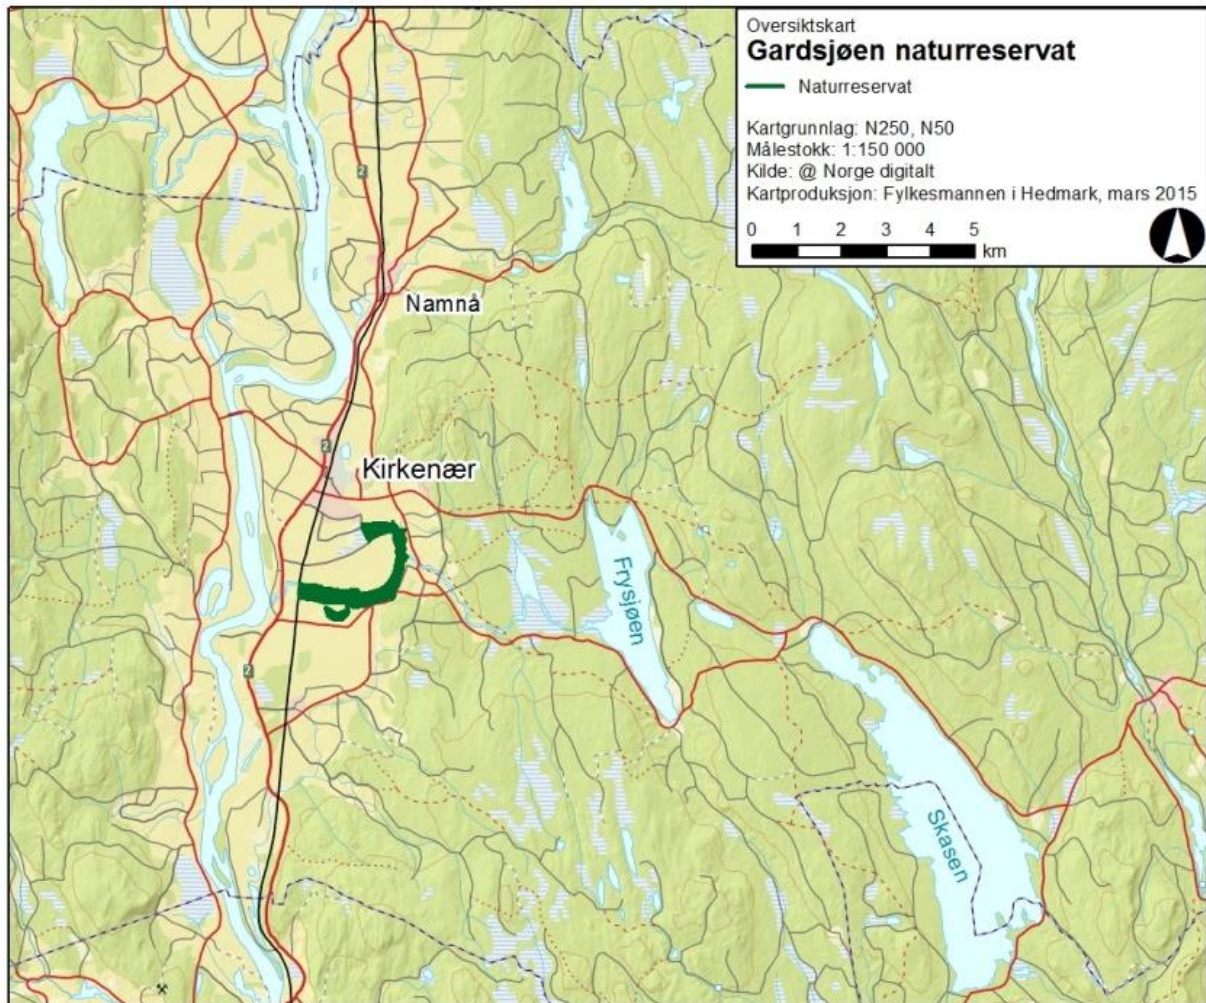 Oversiktskart
Gardsjøen naturreservat
Naturreservat
Kartgrunnlag: N250, N50
Målestokk: 1:150 000
Kilde: @ Norge digitalt
Kartproduksjon: Fylkesmannen i Hedmark, mars 2015
0 1 2 3 4 5
km
2
Namnå
2
Kirkenær
Frysjøen
2
Skasen